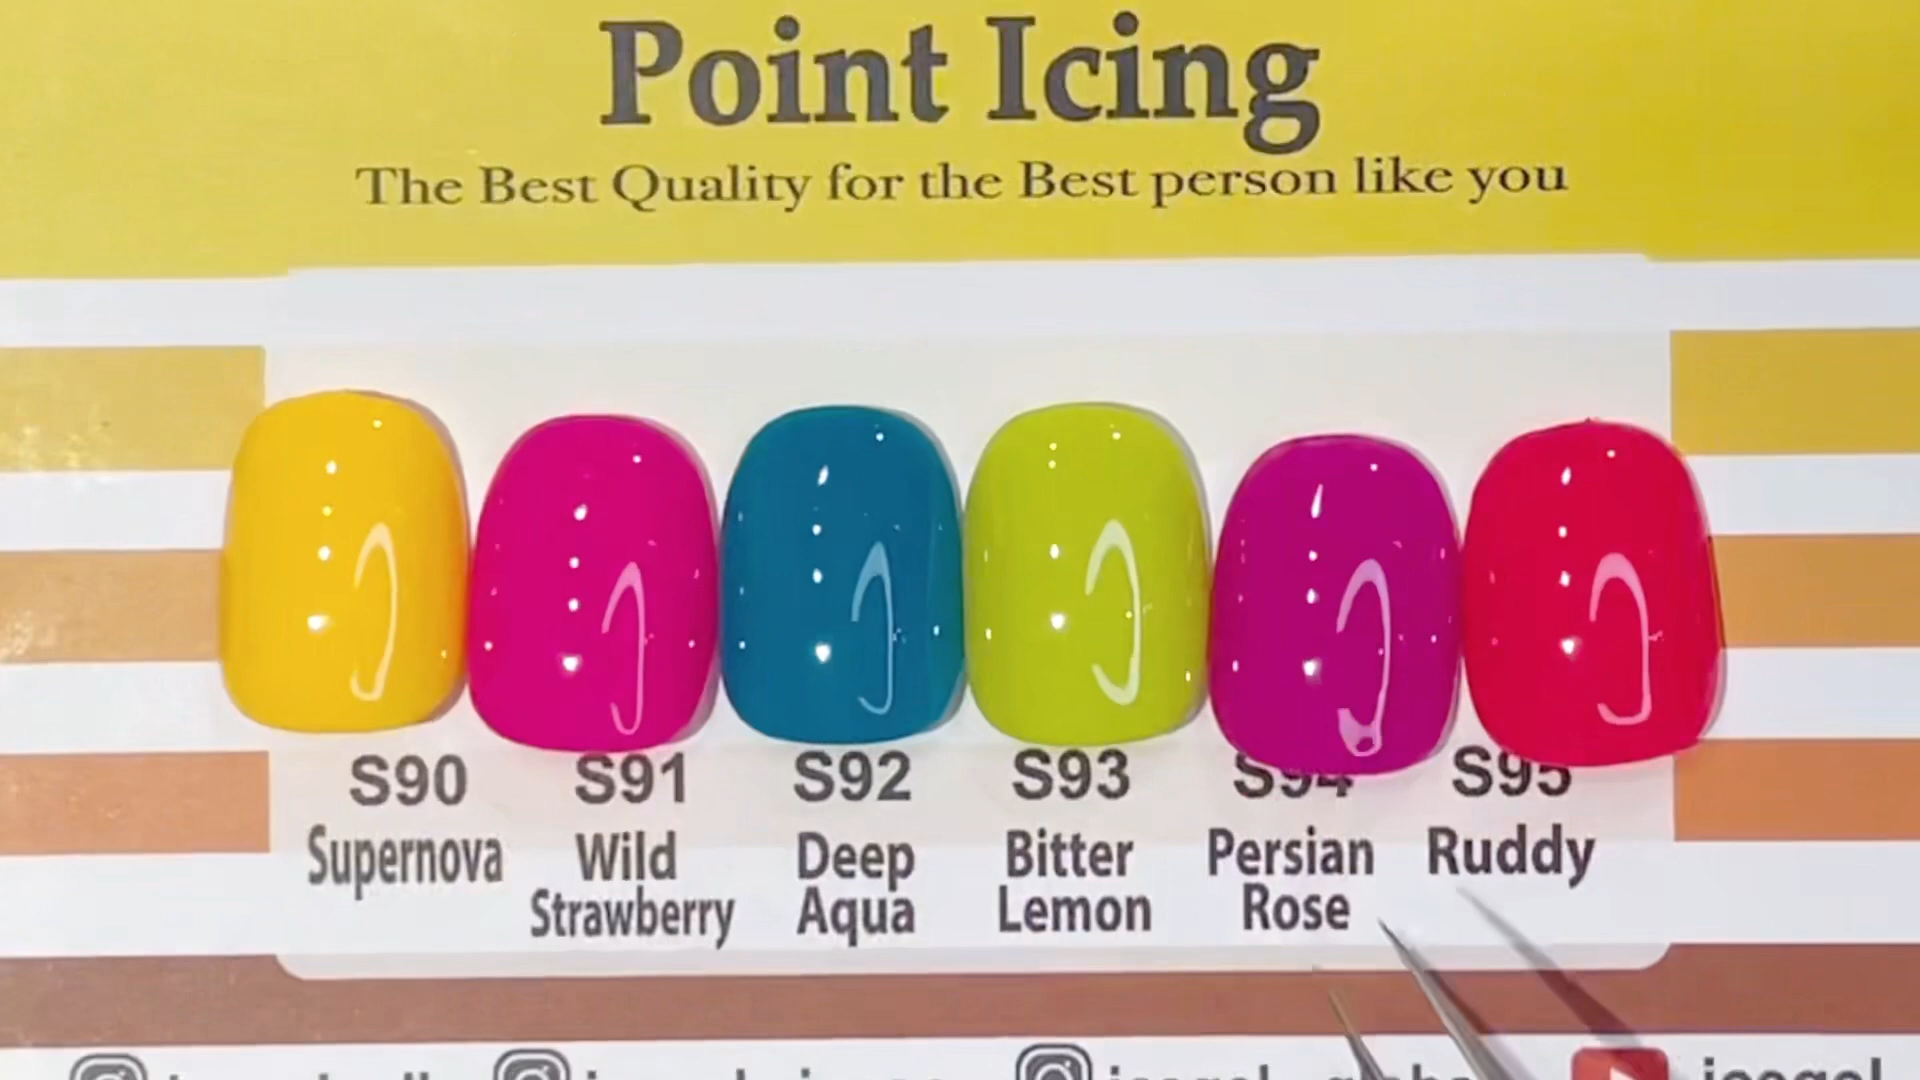 Point Icing
The Best Quality for the Best person like you
S90 S91 S92 S93 S94 S95
Supernova Wild Strawberry Deep Aqua Bitter Lemon Persian Rose Ruddy